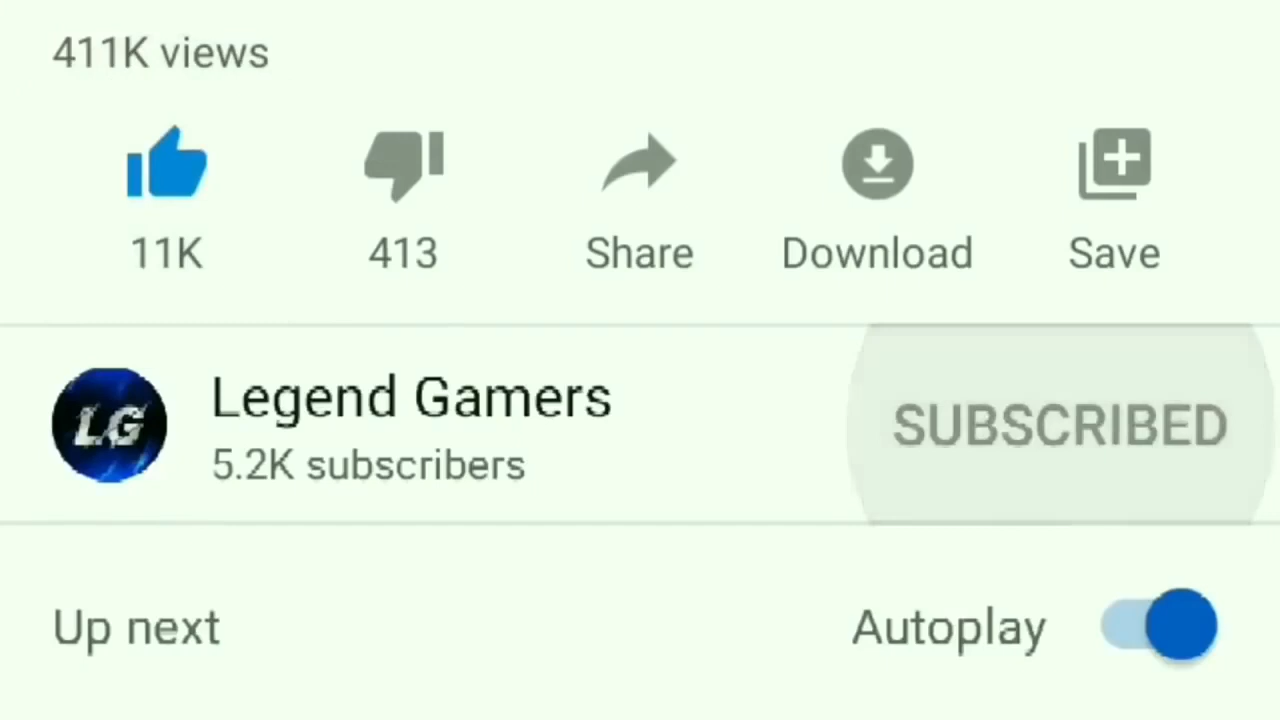 411K views
11K 413 Share Download Save
LG
Legend Gamers
SUBSCRIBED
5.2K subscribers
Up next Autoplay